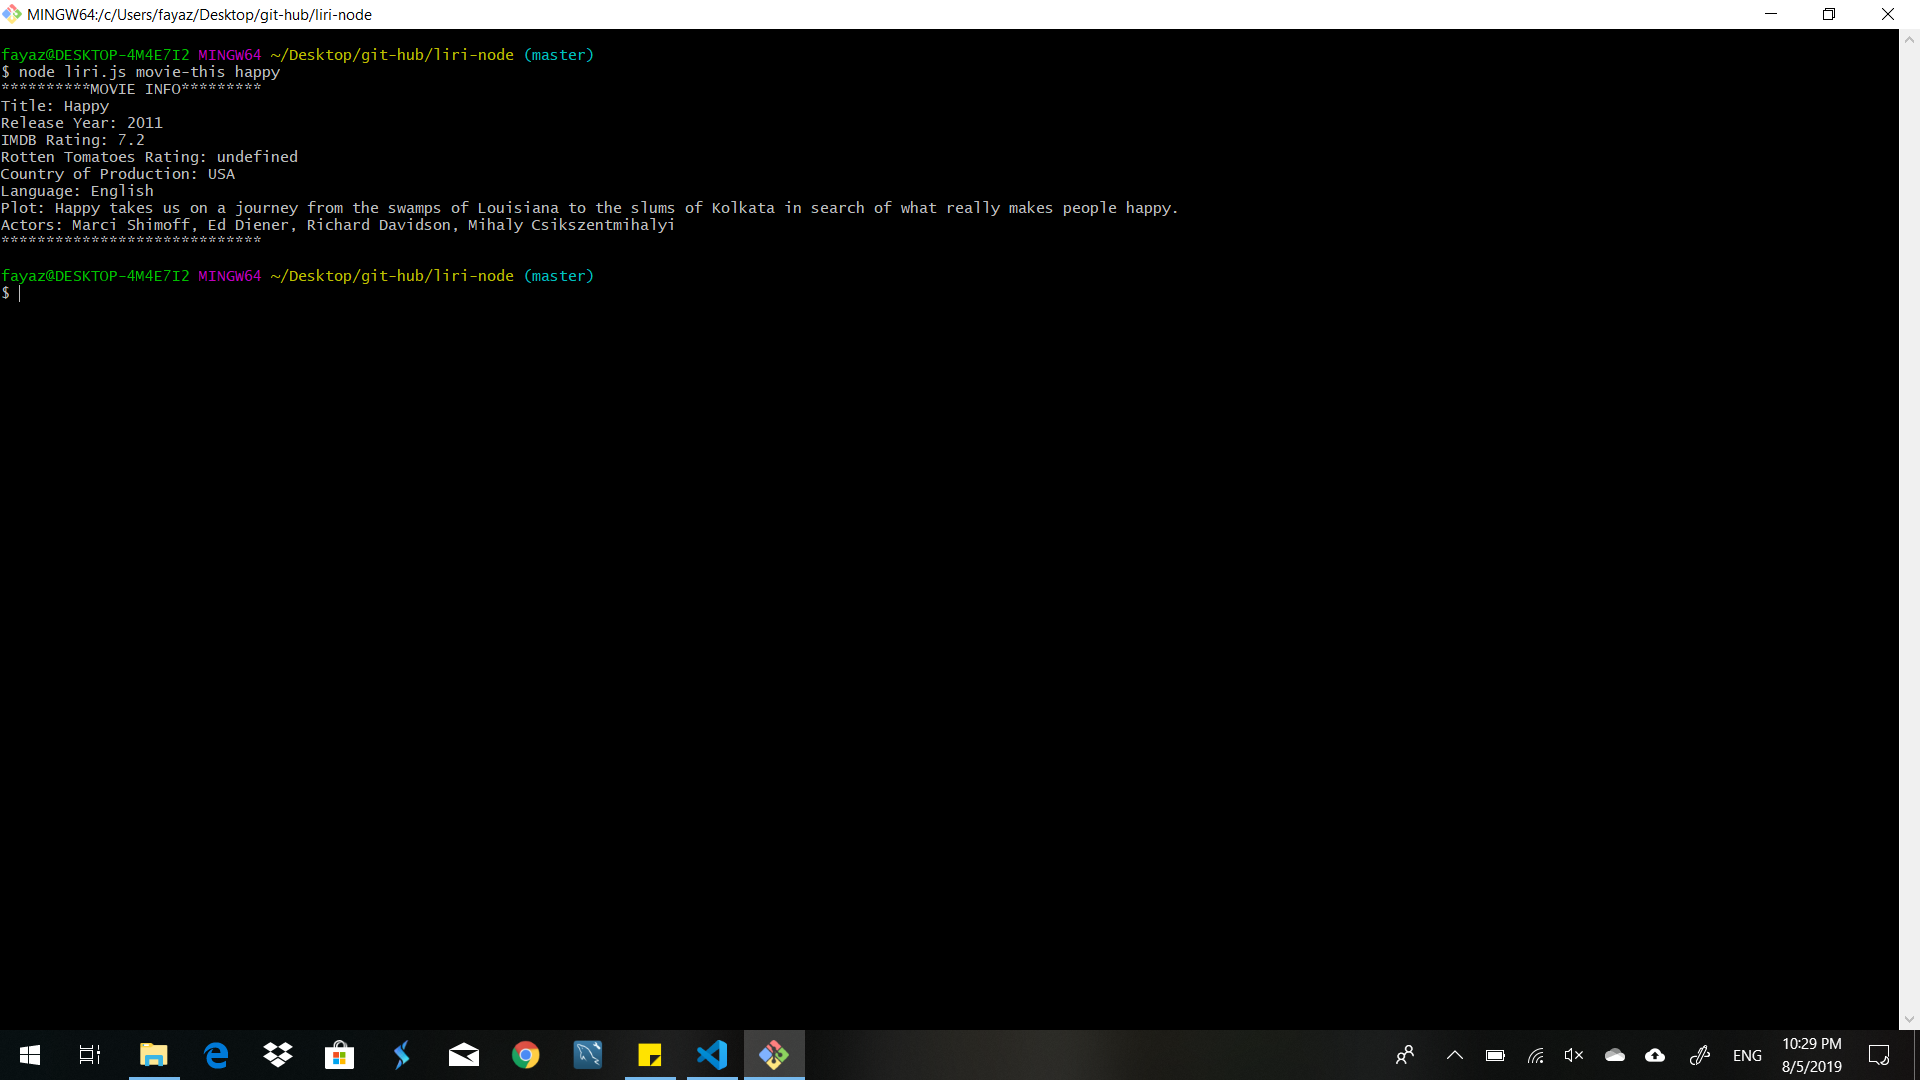 MINGW64:/c/Users/fayaz/Desktop/git-hub/liri-node
fayaz@DESKTOP-4M4E7I2 MINGW64 ~/Desktop/git-hub/liri-node (master)
$ node liri.js movie-this happy
**********MOVIE INFO*********
Title: Happy
Release Year: 2011
IMDB Rating: 7.2
Rotten Tomatoes Rating: undefined
Country of Production: USA
Language: English
Plot: Happy takes us on a journey from the swamps of Louisiana to the slums of Kolkata in search of what really makes people happy.
Actors: Marci Shimoff, Ed Diener, Richard Davidson, Mihaly Csikszentmihalyi
*****************************
fayaz@DESKTOP-4M4E7I2 MINGW64 ~/Desktop/git-hub/liri-node (master)
$
ENG
10:29 PM
8/5/2019